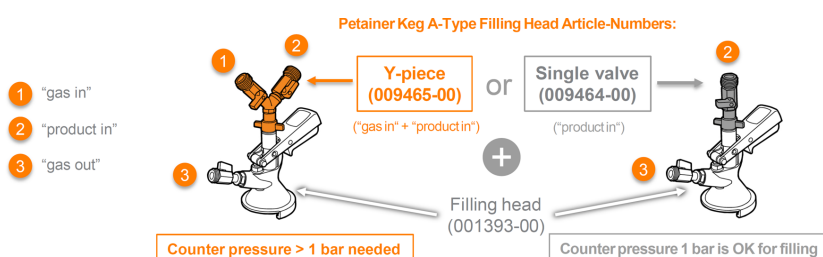 Petainer Keg A-Type Filling Head Article-Numbers:
1 "gas in"
2 "product in"
3 "gas out"
1
2
3
Y-piece
(009465-00)
("gas in" + "product in")
or
Single valve
(009464-00)
("product in")
2
3
+
Filling head
(001393-00)
Counter pressure > 1 bar needed
Counter pressure 1 bar is OK for filling